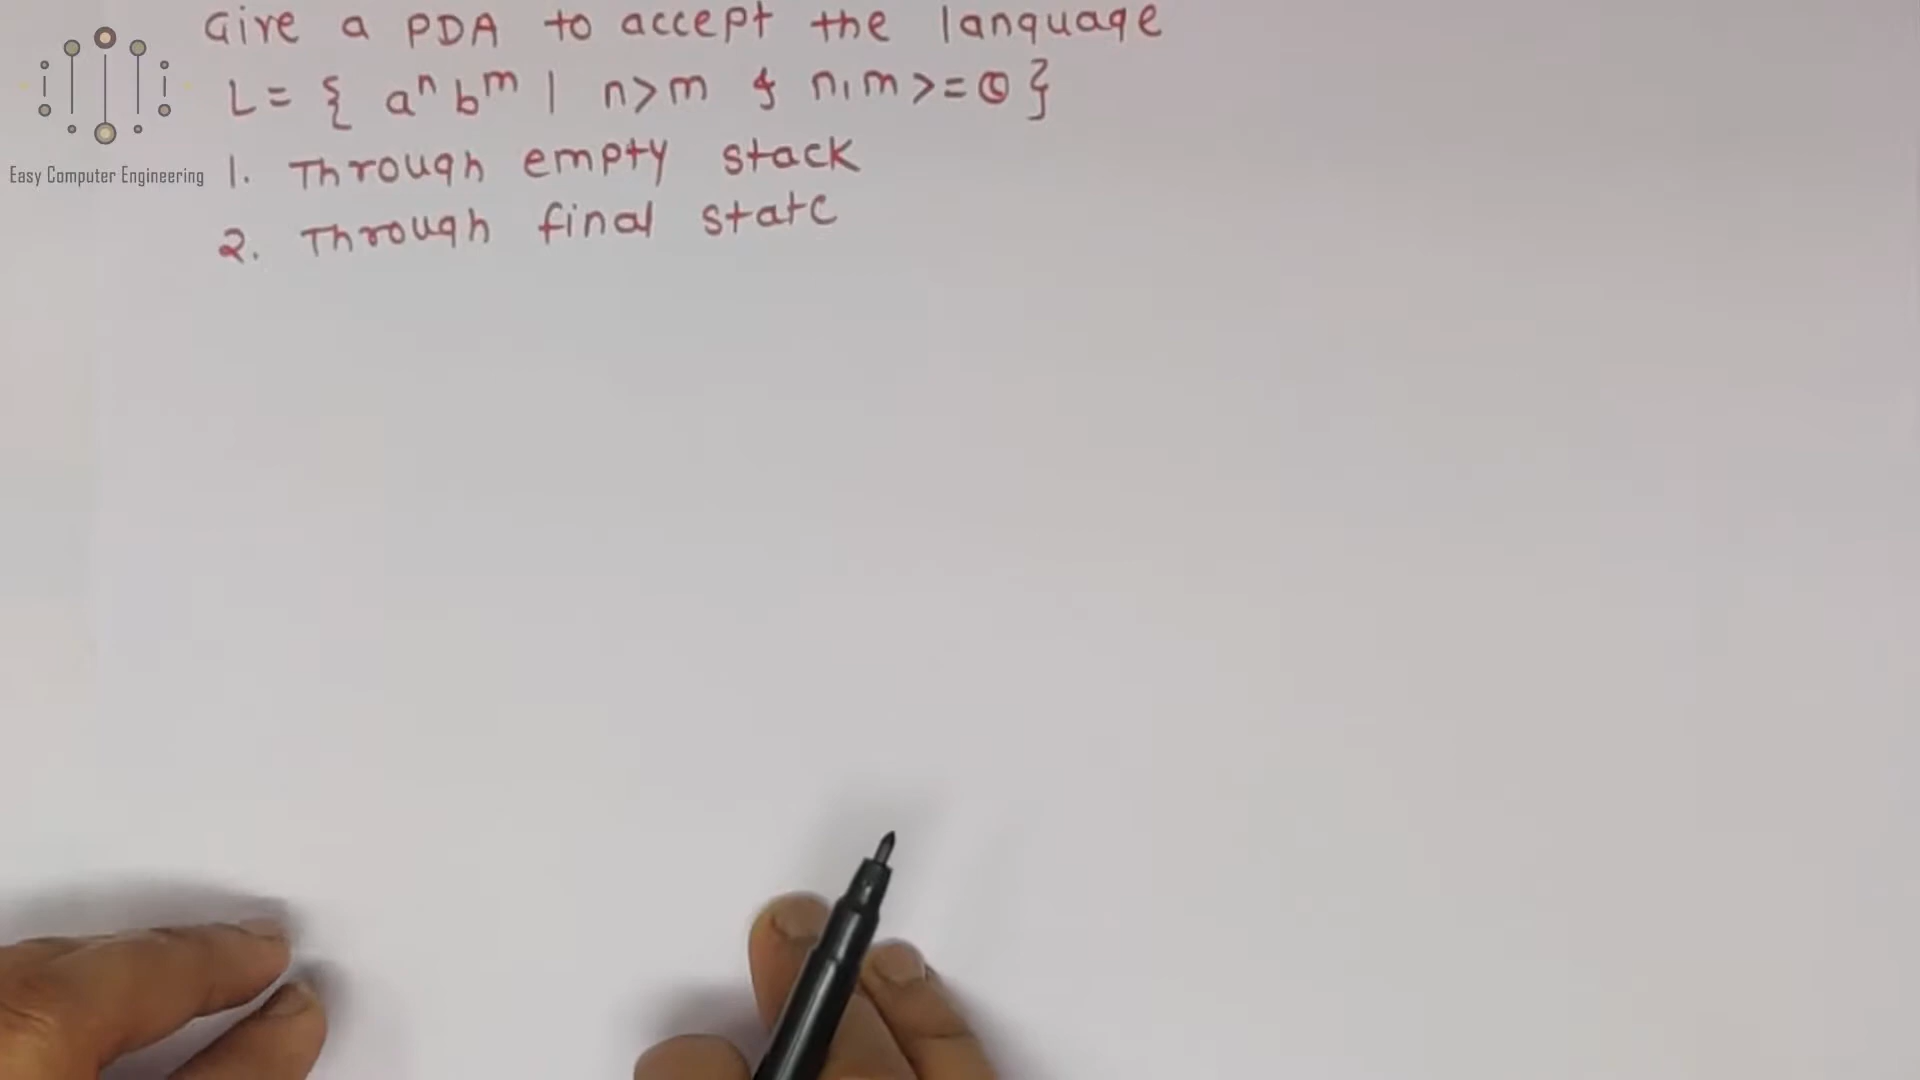 Give a PDA to accept the language
L = { aⁿ bᵐ | n>m & n,m >= 0 }
1. Through empty stack
2. Through final state
Easy Computer Engineering